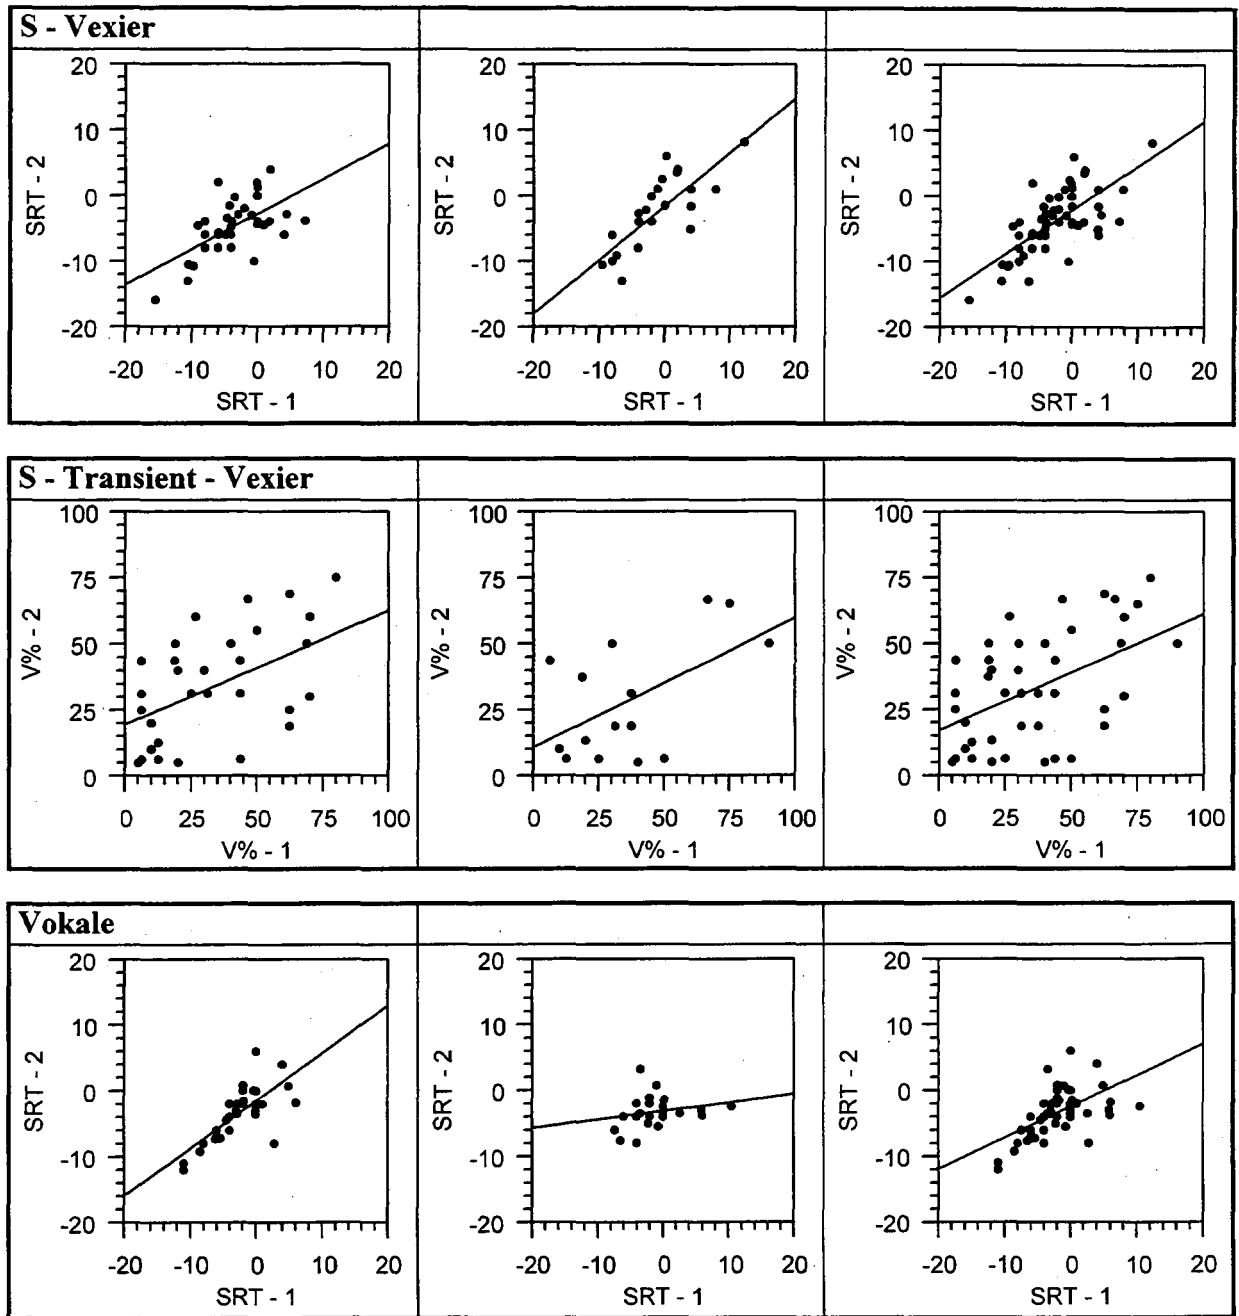 S - Vexier
20 20 20
10 10 10
SRT - 2 SRT - 2 SRT - 2
0 0 0
-10 -10 -10
-20 -20 -20
-20 -10 0 10 20 -20 -10 0 10 20 -20 -10 0 10 20
SRT - 1 SRT - 1 SRT - 1
S - Transient - Vexier
100 100 100
75 75 75
V% - 2 V% - 2 V% - 2
50 50 50
25 25 25
0 0 0
0 25 50 75 100 0 25 50 75 100 0 25 50 75 100
V% - 1 V% - 1 V% - 1
Vokale
20 20 20
10 10 10
SRT - 2 SRT - 2 SRT - 2
0 0 0
-10 -10 -10
-20 -20 -20
-20 -10 0 10 20 -20 -10 0 10 20 -20 -10 0 10 20
SRT - 1 SRT - 1 SRT - 1